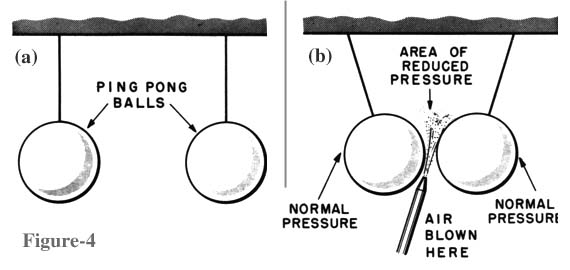 (a)
PING PONG
BALLS
Figure-4
(b)
AREA OF
REDUCED
PRESSURE
NORMAL
PRESSURE
AIR
BLOWN
HERE
NORMAL
PRESSURE